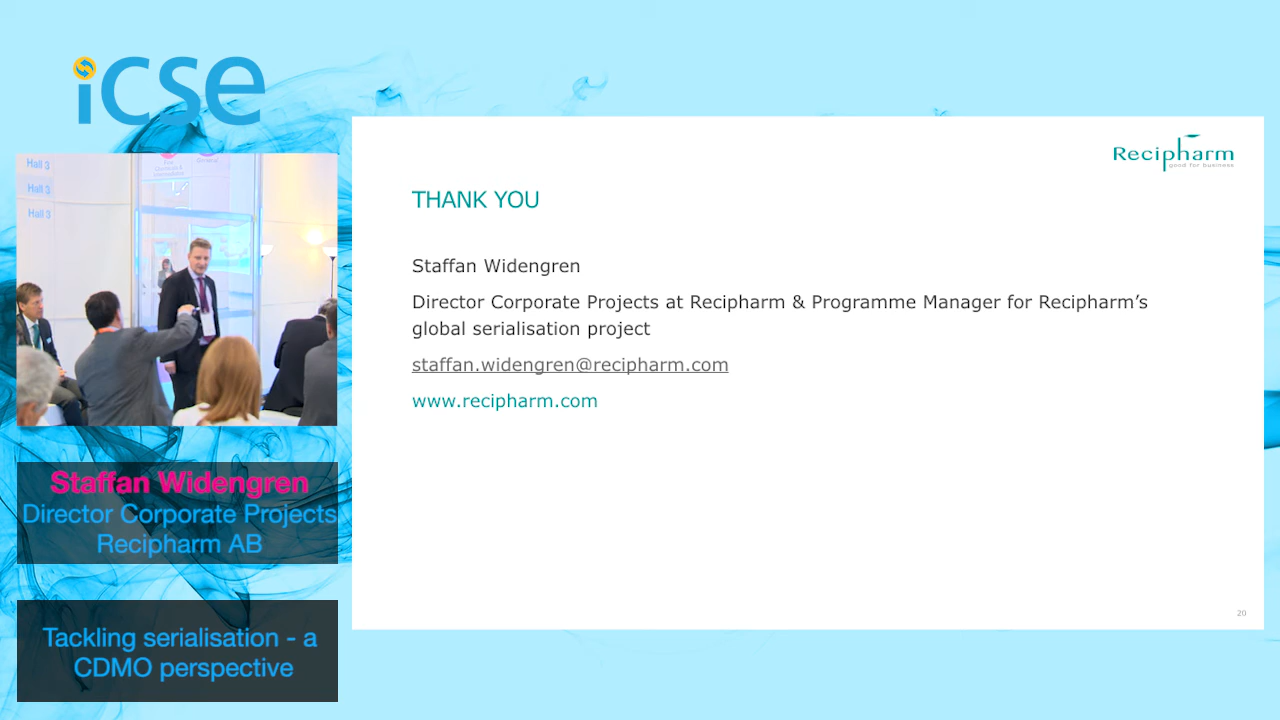 icse
Hall 3
Hall 3
Hall 3
Recipharm
good for business
THANK YOU
Staffan Widengren
Director Corporate Projects at Recipharm & Programme Manager for Recipharm’s
global serialisation project
staffan.widengren@recipharm.com
www.recipharm.com
20
Staffan Widengren
Director Corporate Projects
Recipharm AB
Tackling serialisation - a
CDMO perspective